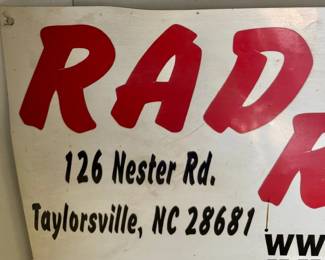 RAD
126 Nester Rd.
Taylorsville, NC 28681